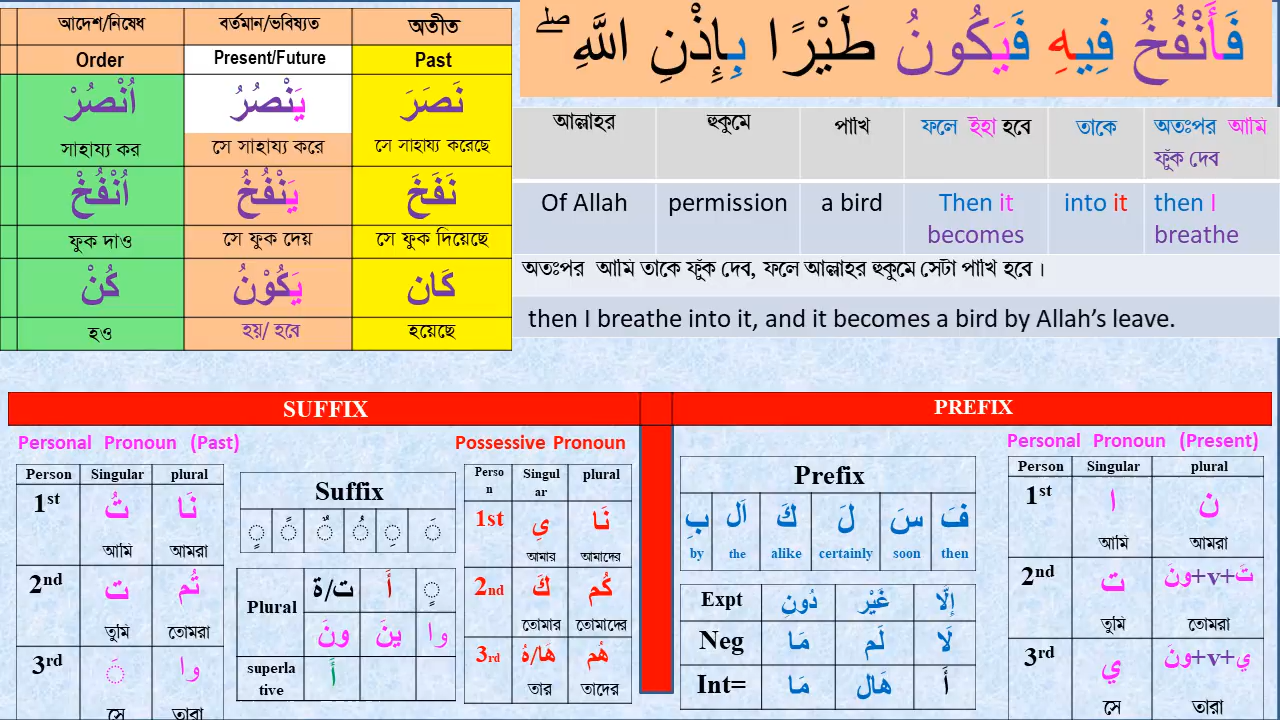 আদেশ/নিষেধ বর্তমান/ভবিষ্যত অতীত
Order Present/Future Past
اُنْصُرْ يَنْصُرُ نَصَرَ
সাহায্য কর সে সাহায্য করে সে সাহায্য করেছে
اُنْفُخْ يَنْفُخُ نَفَخَ
ফুক দাও সে ফুক দেয় সে ফুক দিয়েছে
كُنْ يَكُوْنُ كَان
হও হয়/ হবে হয়েছে
فَأَنْفُخُ فِيهِ فَيَكُونُ طَيْرًا بِإِذْنِ اللَّهِ ۖ
আল্লাহর হুকুমে পাখি ফলে ইহা হবে তাকে অতঃপর আমি
ফুঁক দেব
Of Allah permission a bird Then it into it then I
becomes breathe
অতঃপর আমি তাকে ফুঁক দেব, ফলে আল্লাহর হুকুমে সেটা পাখি হবে।
then I breathe into it, and it becomes a bird by Allah’s leave.
SUFFIX
Personal Pronoun (Past)
Person Singular plural
1st تُ نَا
আমি আমরা
2nd ت تُم
তুমি তোমরা
3rd َ وا
সে তারা
Suffix
ٍ ً ٌ ُ ِ َ
Plural ت/ة أَ ٍ
ونَ ينَ وا
superla
tive أَ
Possessive Pronoun
Perso
n Singul
ar plural
1st يِ نَا
আমার আমাদের
2nd كَ كُم
তোমার তোমাদের
3rd هَا/هُ هُم
তার তাদের
PREFIX
Prefix
بِ اَل كَ لَ سَ فَ
by the alike certainly soon then
Expt دُونِ غَيْر إِلَّا
Neg مَا لَم لَا
Int= مَا هَال أَ
Personal Pronoun (Present)
Person Singular plural
1st ا ن
আমি আমরা
2nd ت تَ+v+ونَ
তুমি তোমরা
3rd ي ي+v+ونَ
সে তারা